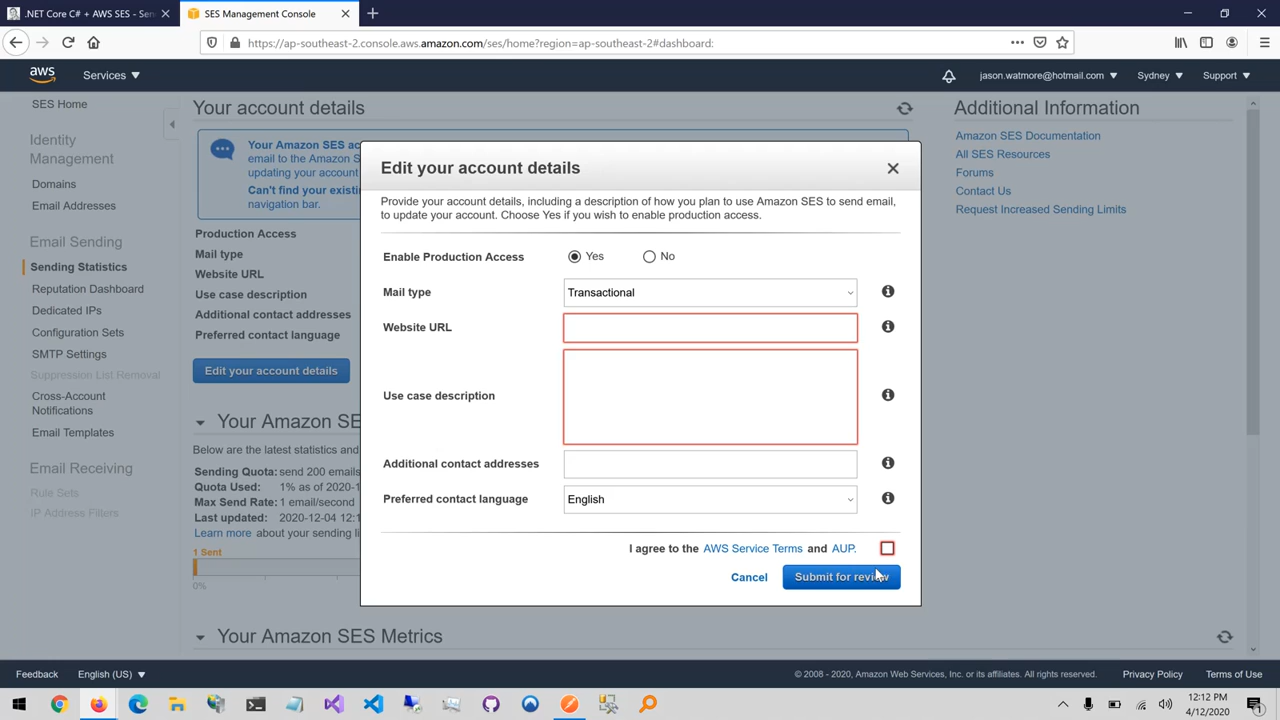 .NET Core C# + AWS SES - Sen
SES Management Console
https://ap-southeast-2.console.aws.amazon.com/ses/home?region=ap-southeast-2#dashboard:
aws
Services
jason.watmore@hotmail.com
Sydney
Support
SES Home
Identity
Management
Domains
Email Addresses
Email Sending
Sending Statistics
Reputation Dashboard
Dedicated IPs
Configuration Sets
SMTP Settings
Suppression List Removal
Cross-Account
Notifications
Email Templates
Email Receiving
Rule Sets
IP Address Filters
Your account details
Your Amazon SES ac
email to the Amazon S
updating your account
Can't find your existin
navigation bar.
Production Access
Mail type
Website URL
Use case description
Additional contact addresses
Preferred contact language
Edit your account details
Your Amazon SE
Below are the latest statistics and
Sending Quota: send 200 emails
Quota Used: 1% as of 2020-1
Max Send Rate: 1 email/second
Last updated: 2020-12-04 12:1
Learn more about your sending li
1 Sent
0%
Your Amazon SES Metrics
Edit your account details
Provide your account details, including a description of how you plan to use Amazon SES to send email,
to update your account. Choose Yes if you wish to enable production access.
Enable Production Access Yes No
Mail type Transactional
Website URL
Use case description
Additional contact addresses
Preferred contact language English
I agree to the AWS Service Terms and AUP.
Cancel Submit for review
Additional Information
Amazon SES Documentation
All SES Resources
Forums
Contact Us
Request Increased Sending Limits
Feedback
English (US)
© 2008 - 2020, Amazon Web Services, Inc. or its affiliates. All rights reserved.
Privacy Policy
Terms of Use
12:12 PM
4/12/2020
1